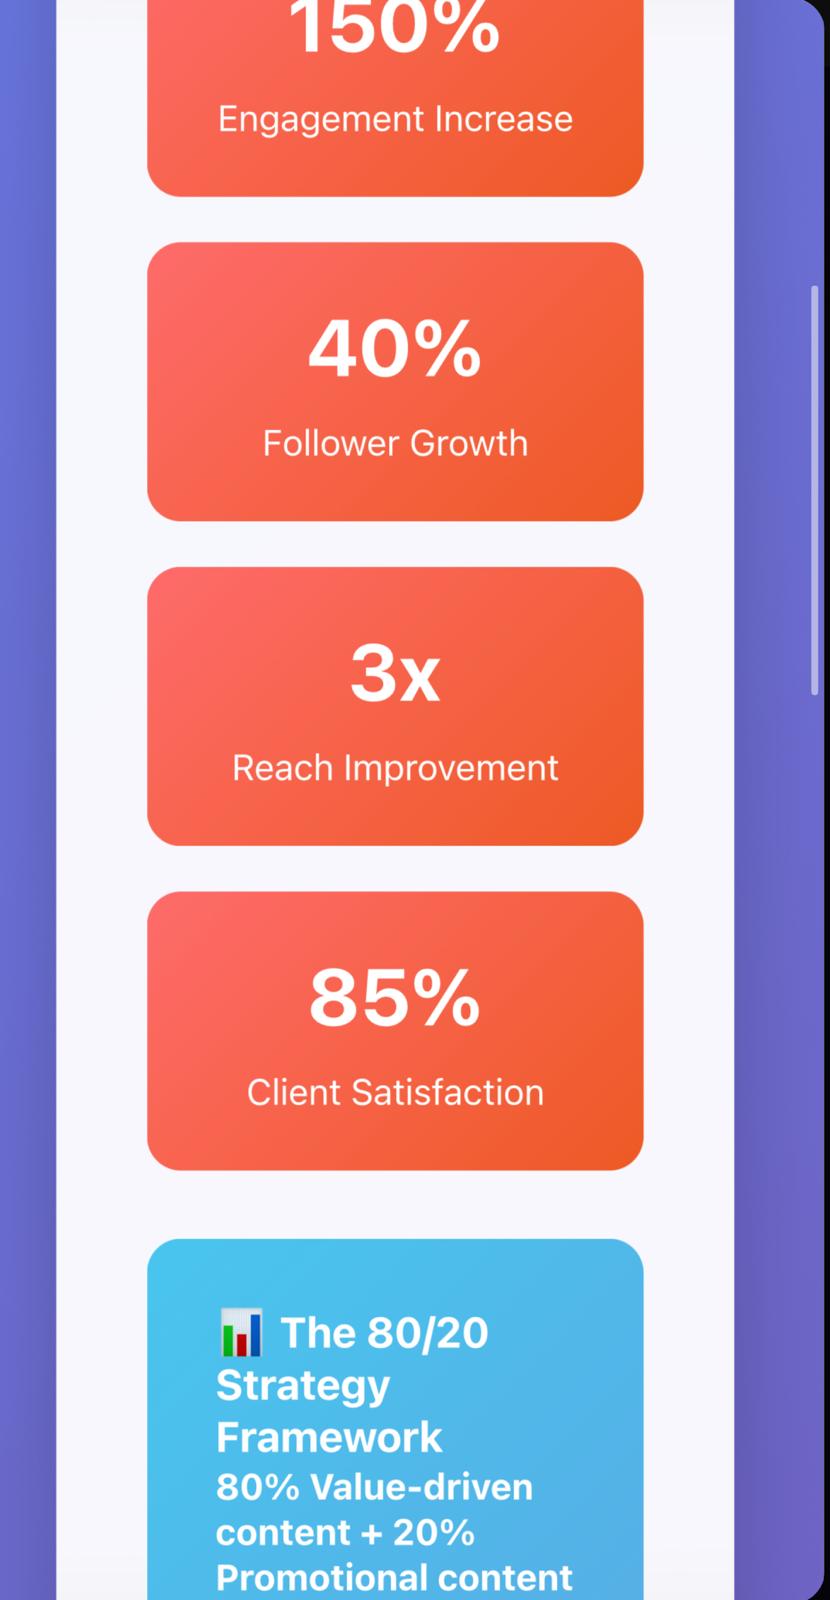 150%
Engagement Increase
40%
Follower Growth
3x
Reach Improvement
85%
Client Satisfaction
📊 The 80/20
Strategy
Framework
80% Value-driven
content + 20%
Promotional content